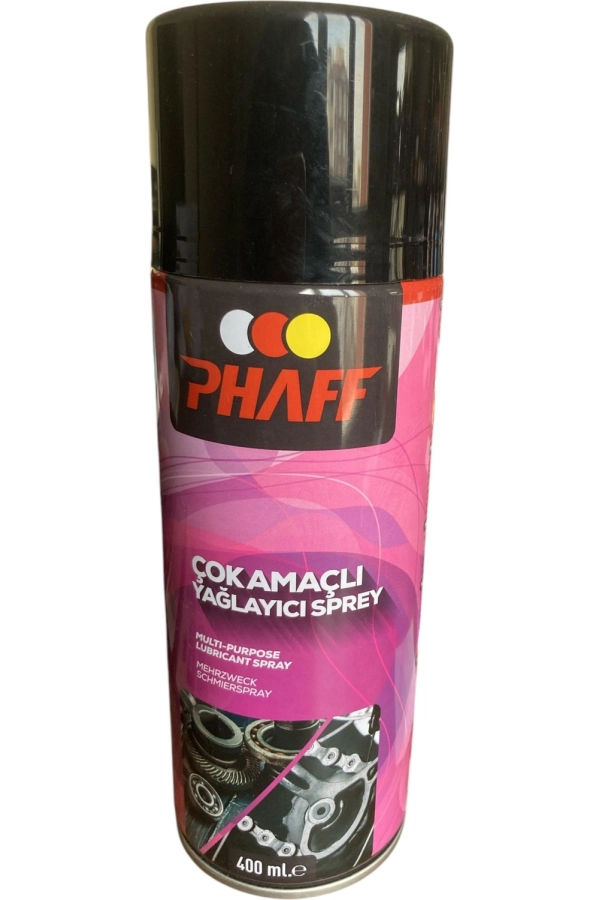 PHAFF
ÇOK AMAÇLI
YAĞLAYICI SPREY
MULTI-PURPOSE
LUBRICANT SPRAY
MEHRZWECK
SCHMIERSPRAY
400 ml.℮